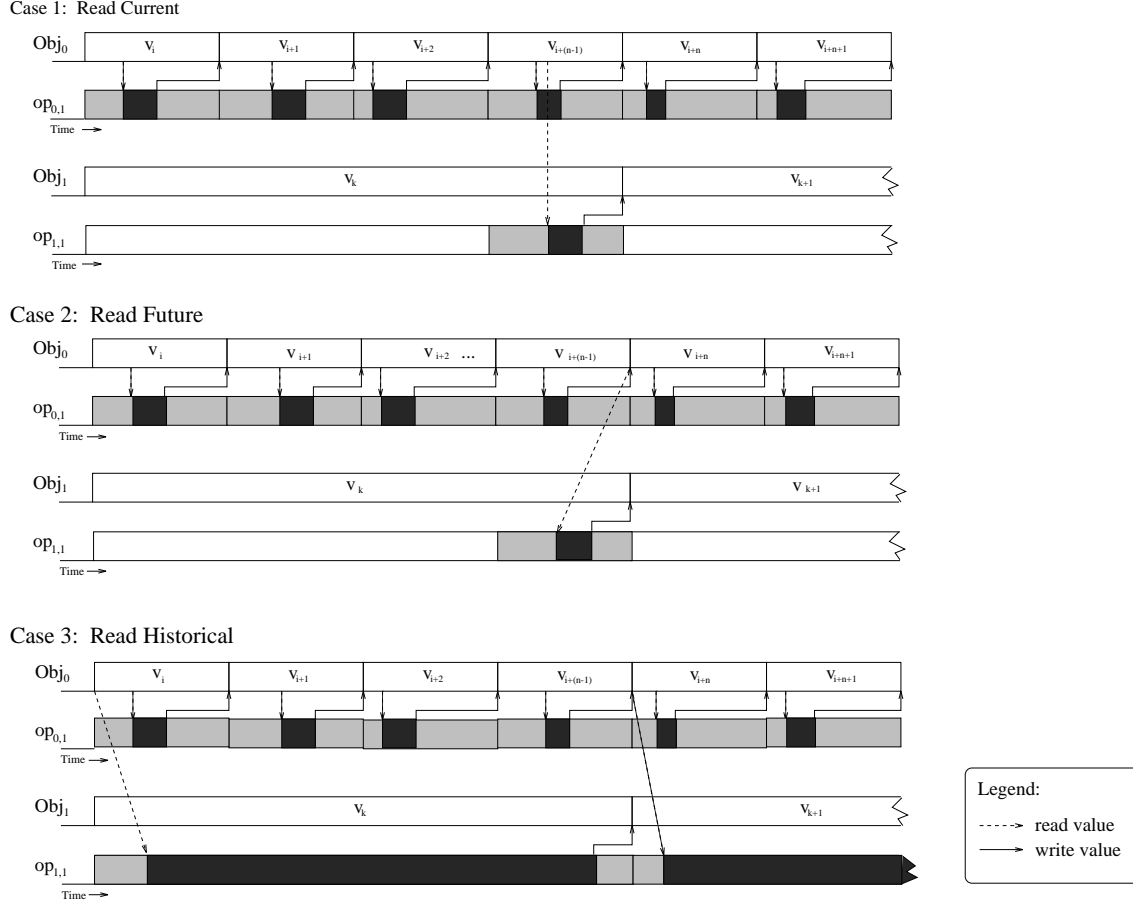 Case 1: Read Current
Obj0 vi vi+1 vi+2 vi+(n-1) vi+n vi+n+1
op0,1
Time
Obj1 vk vk+1
op1,1
Time
Case 2: Read Future
Obj0 v i v i+1 v i+2 ... v i+(n-1) v i+n vi+n+1
op0,1
Time
Obj1 v k v k+1
op1,1
Time
Case 3: Read Historical
Obj0 vi vi+1 vi+2 vi+(n-1) vi+n vi+n+1
op0,1
Time
Obj1 vk vk+1
op1,1
Time
Legend:
read value
write value